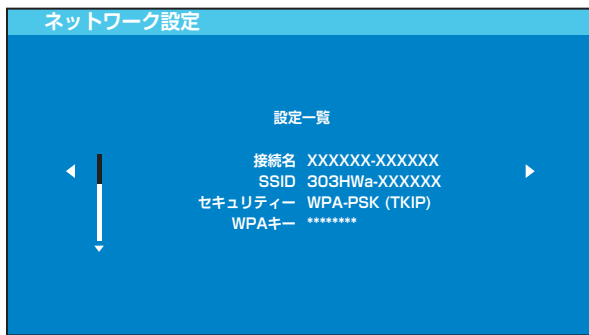 ネットワーク設定
設定一覧
接続名 XXXXXX-XXXXXX
SSID 303HWa-XXXXXX
セキュリティー WPA-PSK (TKIP)
WPAキー ********